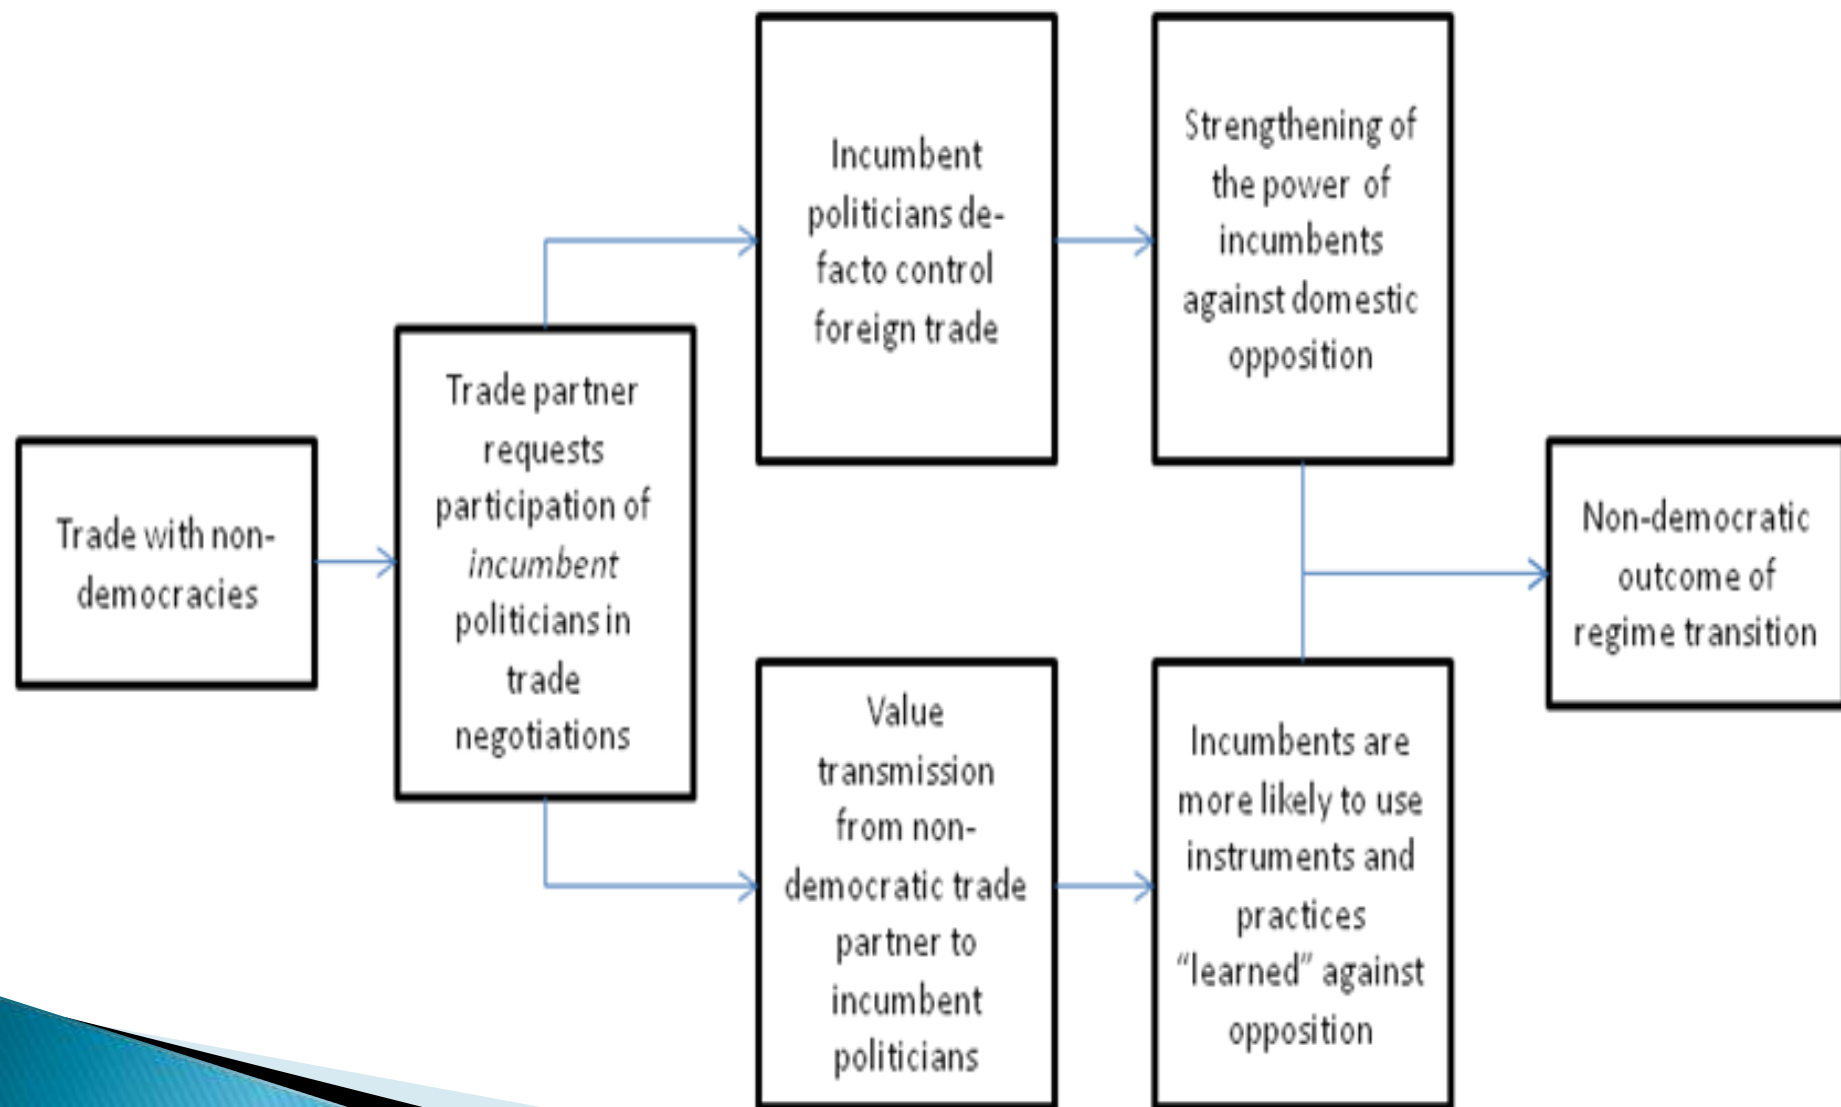 Trade with non-
democracies
Trade partner
requests
participation of
incumbent
politicians in
trade
negotiations
Incumbent
politicians de-
facto control
foreign trade
Strengthening of
the power of
incumbents
against domestic
opposition
Value
transmission
from non-
democratic trade
partner to
incumbent
politicians
Incumbents are
more likely to use
instruments and
practices
“learned” against
opposition
Non-democratic
outcome of
regime transition